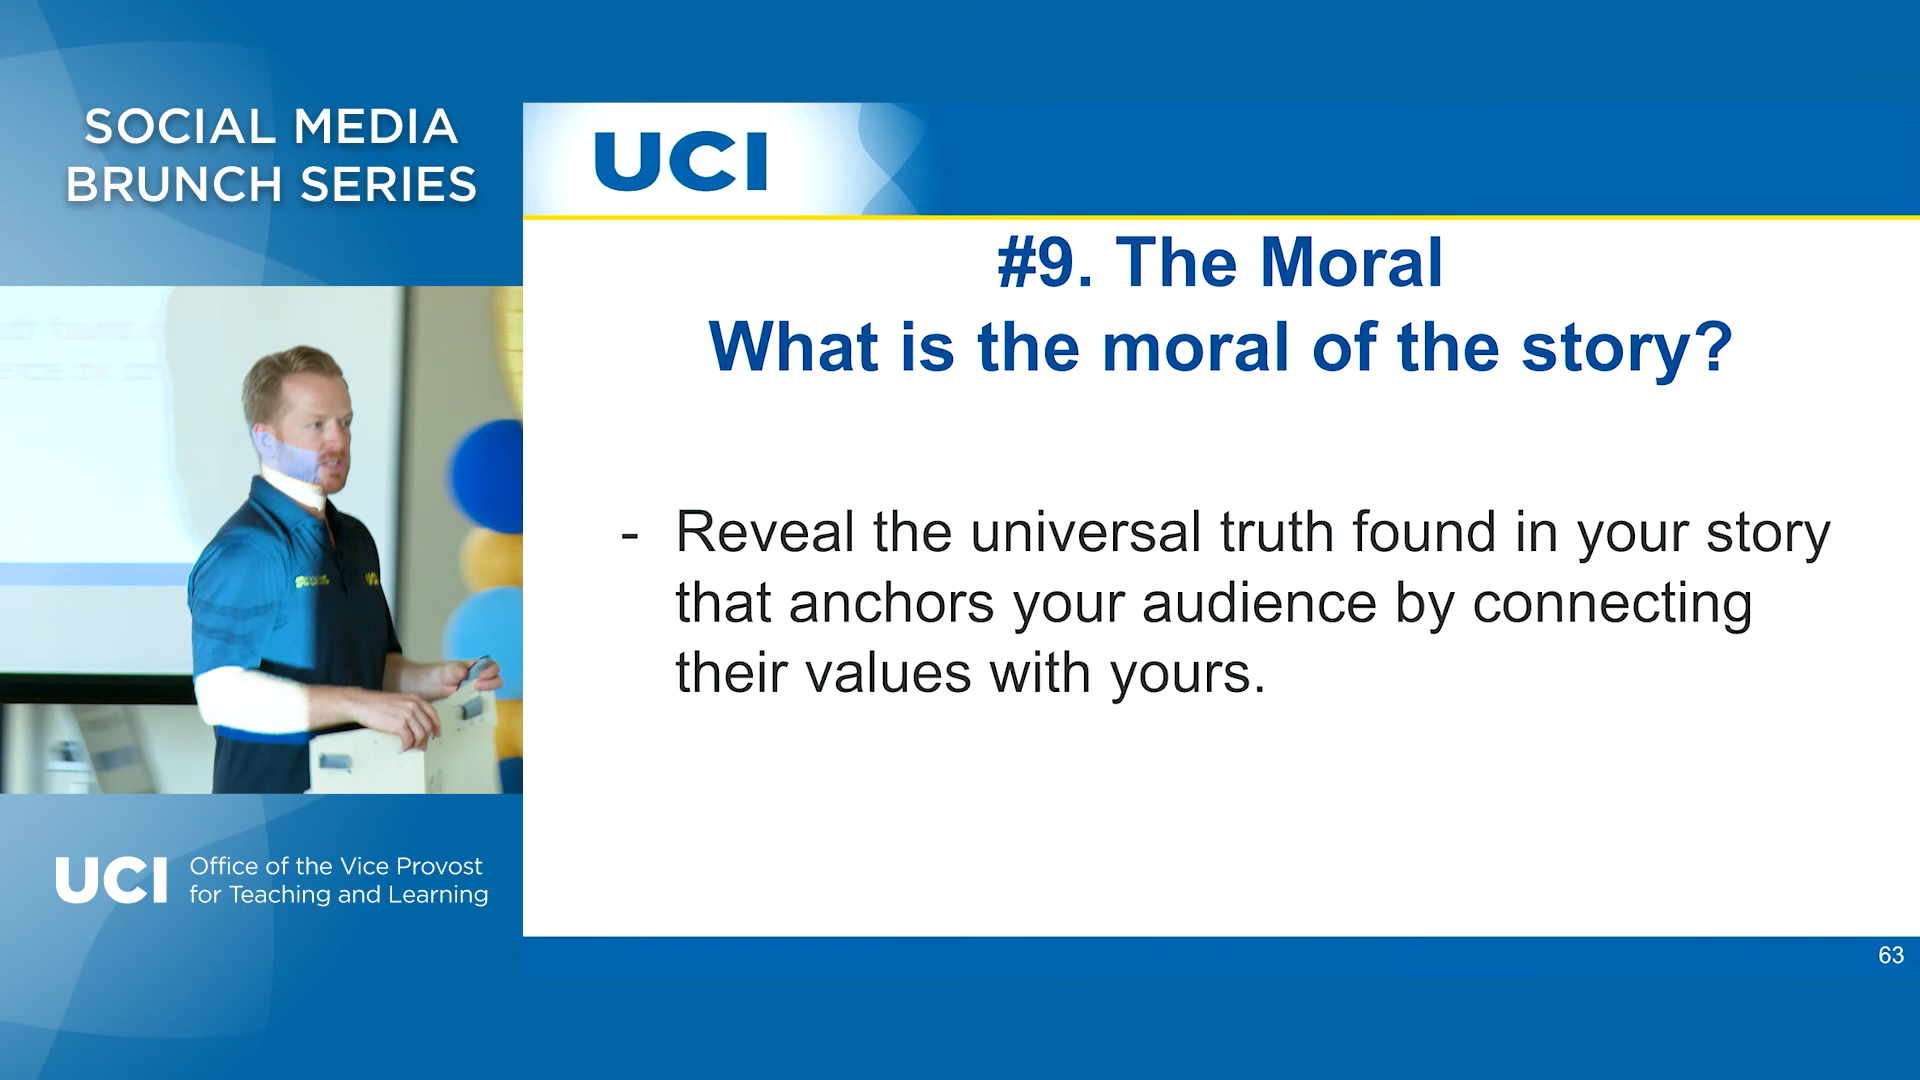 SOCIAL MEDIA
BRUNCH SERIES
UCI
#9. The Moral
What is the moral of the story?
- Reveal the universal truth found in your story
that anchors your audience by connecting
their values with yours.
UCI Office of the Vice Provost
for Teaching and Learning
63